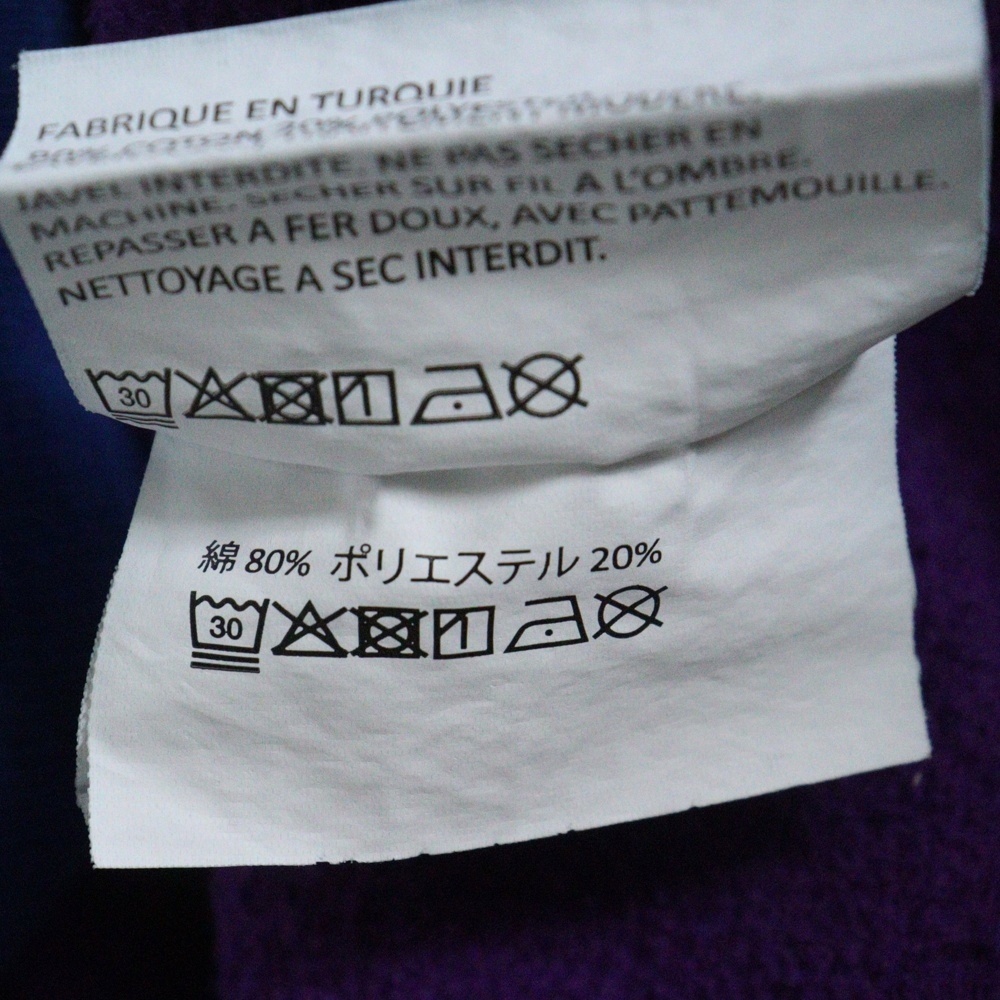 FABRIQUE EN TURQUIE
JAVEL INTERDITE. NE PAS SECHER EN
MACHINE. SECHER SUR FIL A L'OMBRE.
REPASSER A FER DOUX, AVEC PATTEMOUILLE.
NETTOYAGE A SEC INTERDIT.
30
綿 80% ポリエステル 20%
30